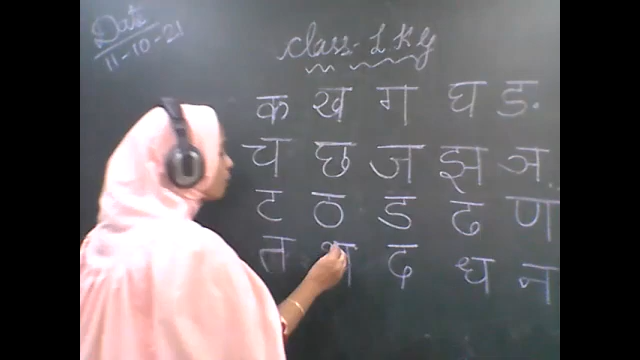 Date
11-10-21
Class-LKG
क ख ग घ ङ
च छ ज झ ञ
ट ठ ड ढ ण
त थ द ध न